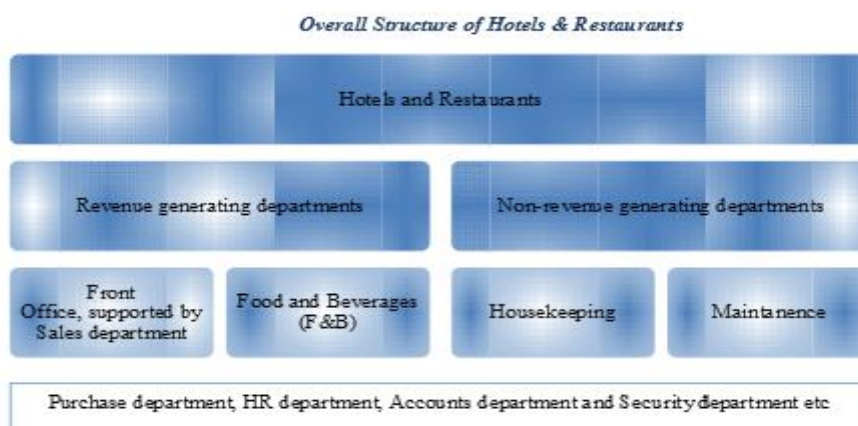 Overall Structure of Hotels & Restaurants
Hotels and Restaurants
Revenue generating departments
Non-revenue generating departments
Front
Office, supported by
Sales department
Food and Beverages
(F&B)
Housekeeping
Maintanence
Purchase department, HR department, Accounts department and Security department etc